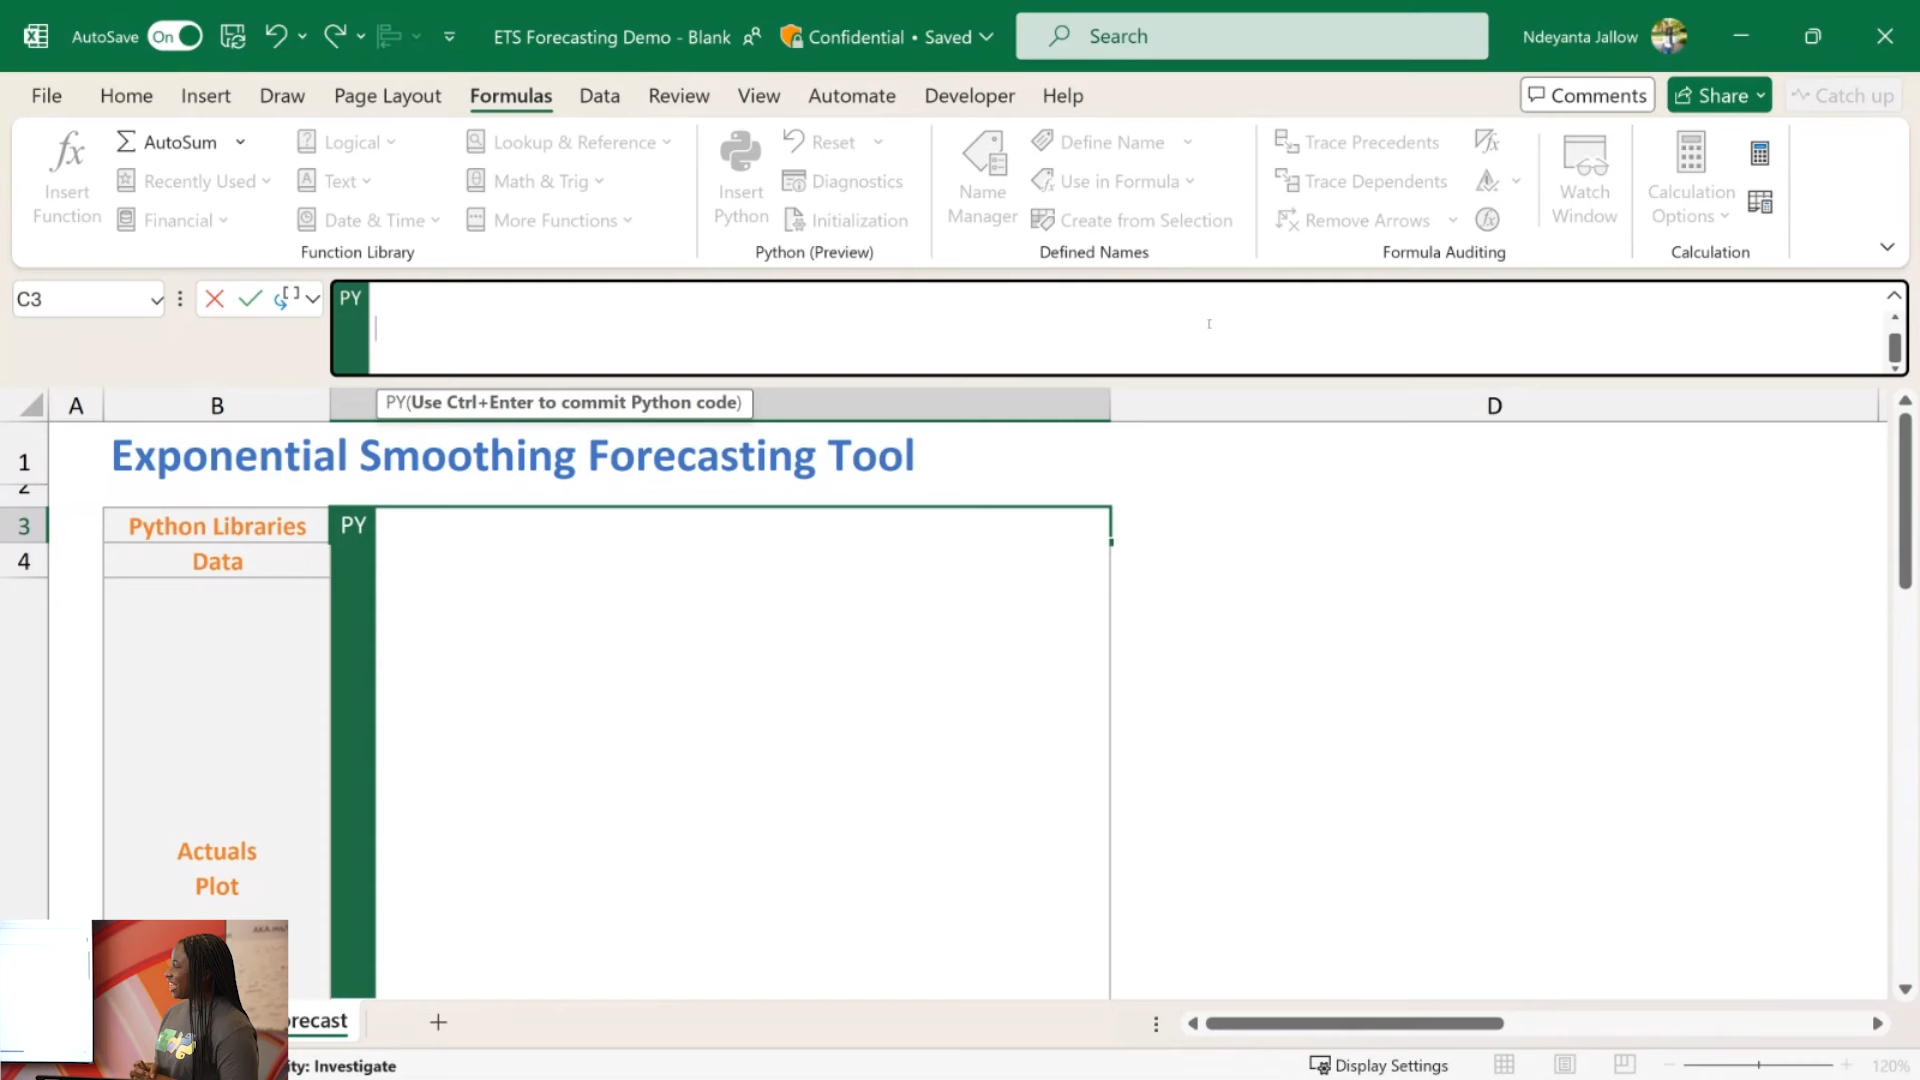 AutoSave On ETS Forecasting Demo - Blank Confidential • Saved Search Ndeyanta Jallow
File Home Insert Draw Page Layout Formulas Data Review View Automate Developer Help Comments Share Catch up
fx Insert Function
AutoSum
Recently Used
Financial
Logical
Text
Date & Time
Lookup & Reference
Math & Trig
More Functions
Function Library
Insert Python
Reset
Diagnostics
Initialization
Python (Preview)
Name Manager
Define Name
Use in Formula
Create from Selection
Defined Names
Trace Precedents
Trace Dependents
Remove Arrows
Watch Window
Formula Auditing
Calculation Options
Calculation
C3 PY
PY(Use Ctrl+Enter to commit Python code)
A B D
1 Exponential Smoothing Forecasting Tool
2
3 Python Libraries PY
4 Data
Actuals
Plot
recast
ity: Investigate Display Settings 120%